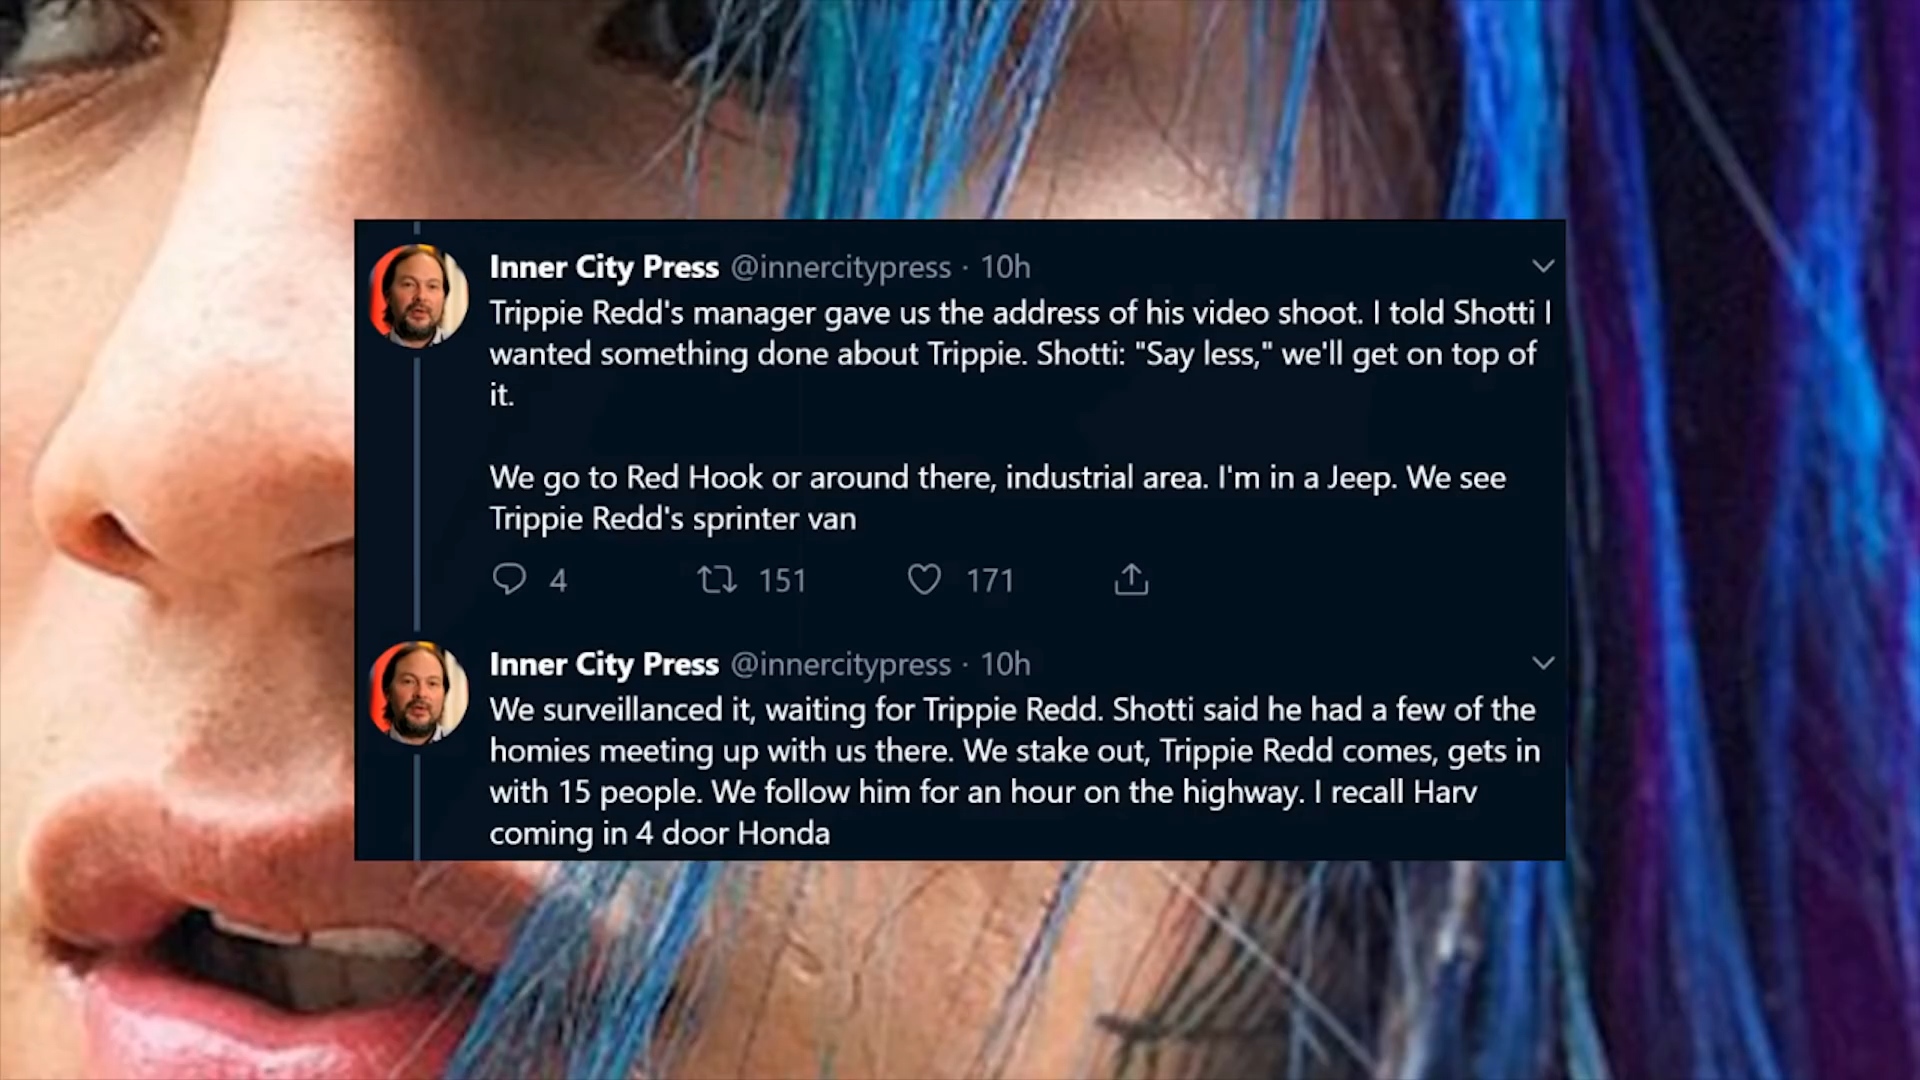 Inner City Press @innercitypress · 10h
Trippie Redd's manager gave us the address of his video shoot. I told Shotti I
wanted something done about Trippie. Shotti: "Say less," we'll get on top of
it.
We go to Red Hook or around there, industrial area. I'm in a Jeep. We see
Trippie Redd's sprinter van
4 151 171
Inner City Press @innercitypress · 10h
We surveillanced it, waiting for Trippie Redd. Shotti said he had a few of the
homies meeting up with us there. We stake out, Trippie Redd comes, gets in
with 15 people. We follow him for an hour on the highway. I recall Harv
coming in 4 door Honda